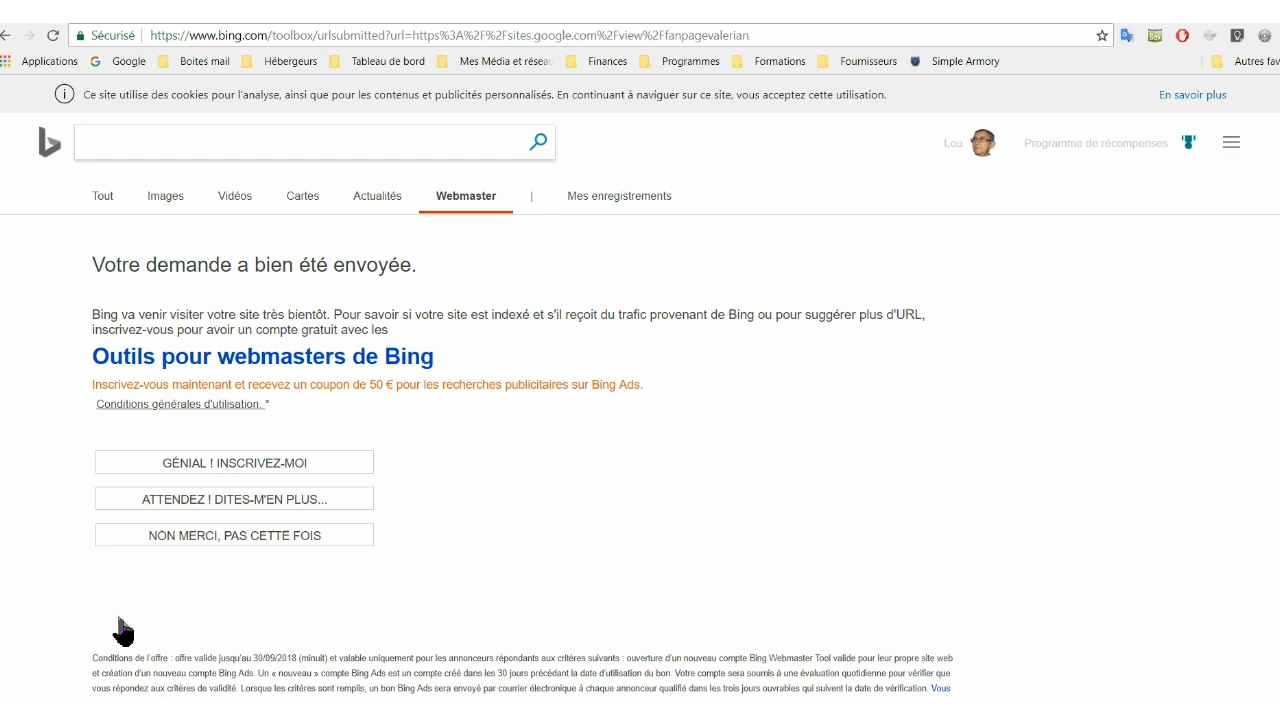 Sécurisé
https://www.bing.com/toolbox/urlsubmitted?url=https%3A%2F%2Fsites.google.com%2Fview%2Ffanpagevalerian
Applications Google Boites mail Hébergeurs Tableau de bord Mes Média et réseau Finances Programmes Formations Fournisseurs Simple Armory Autres fav
Ce site utilise des cookies pour l'analyse, ainsi que pour les contenus et publicités personnalisés. En continuant à naviguer sur ce site, vous acceptez cette utilisation. En savoir plus
Lou Programme de récompenses
Tout Images Vidéos Cartes Actualités Webmaster | Mes enregistrements
Votre demande a bien été envoyée.
Bing va venir visiter votre site très bientôt. Pour savoir si votre site est indexé et s'il reçoit du trafic provenant de Bing ou pour suggérer plus d'URL,
inscrivez-vous pour avoir un compte gratuit avec les
Outils pour webmasters de Bing
Inscrivez-vous maintenant et recevez un coupon de 50 € pour les recherches publicitaires sur Bing Ads.
Conditions générales d'utilisation. *
GÉNIAL ! INSCRIVEZ-MOI
ATTENDEZ ! DITES-M'EN PLUS...
NON MERCI, PAS CETTE FOIS
Conditions de l'offre : offre valide jusqu'au 30/09/2018 (minuit) et valable uniquement pour les annonceurs répondants aux critères suivants : ouverture d'un nouveau compte Bing Webmaster Tool valide pour leur propre site web
et création d'un nouveau compte Bing Ads. Un « nouveau » compte Bing Ads est un compte créé dans les 30 jours précédant la date d'utilisation du bon. Votre compte sera soumis à une évaluation quotidienne pour vérifier que
vous répondez aux critères de validité. Lorsque les critères sont remplis, un bon Bing Ads sera envoyé par courrier électronique à chaque annonceur qualifié dans les trois jours ouvrables qui suivent la date de vérification. Vous